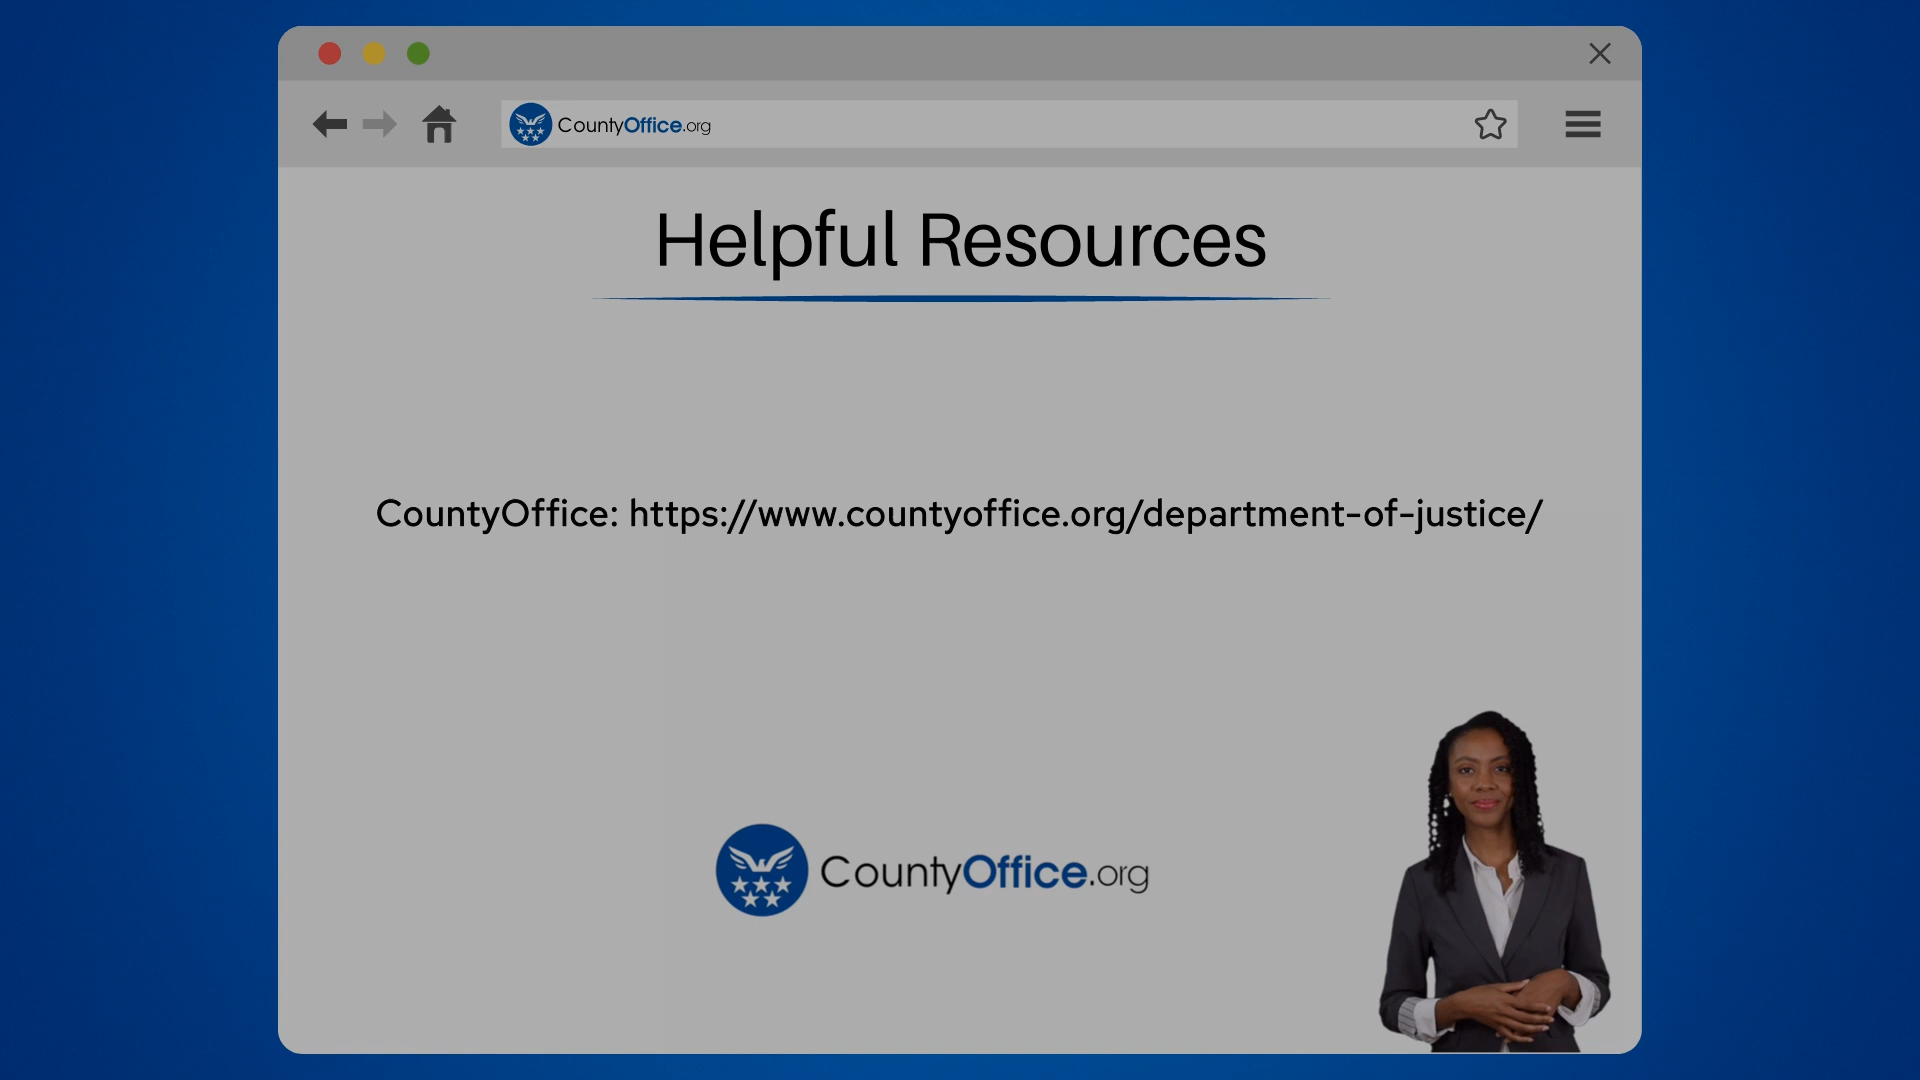 CountyOffice.org
Helpful Resources
CountyOffice: https://www.countyoffice.org/department-of-justice/
CountyOffice.org